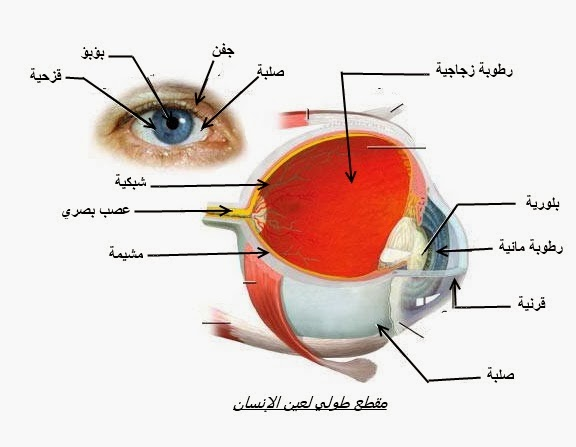 جفن
بؤبؤ
صلبة
قزحية
رطوبة زجاجية
شبكية
عصب بصري
مشيمة
بلورية
رطوبة مائية
قرنية
صلبة
مقطع طولي لعين الإنسان